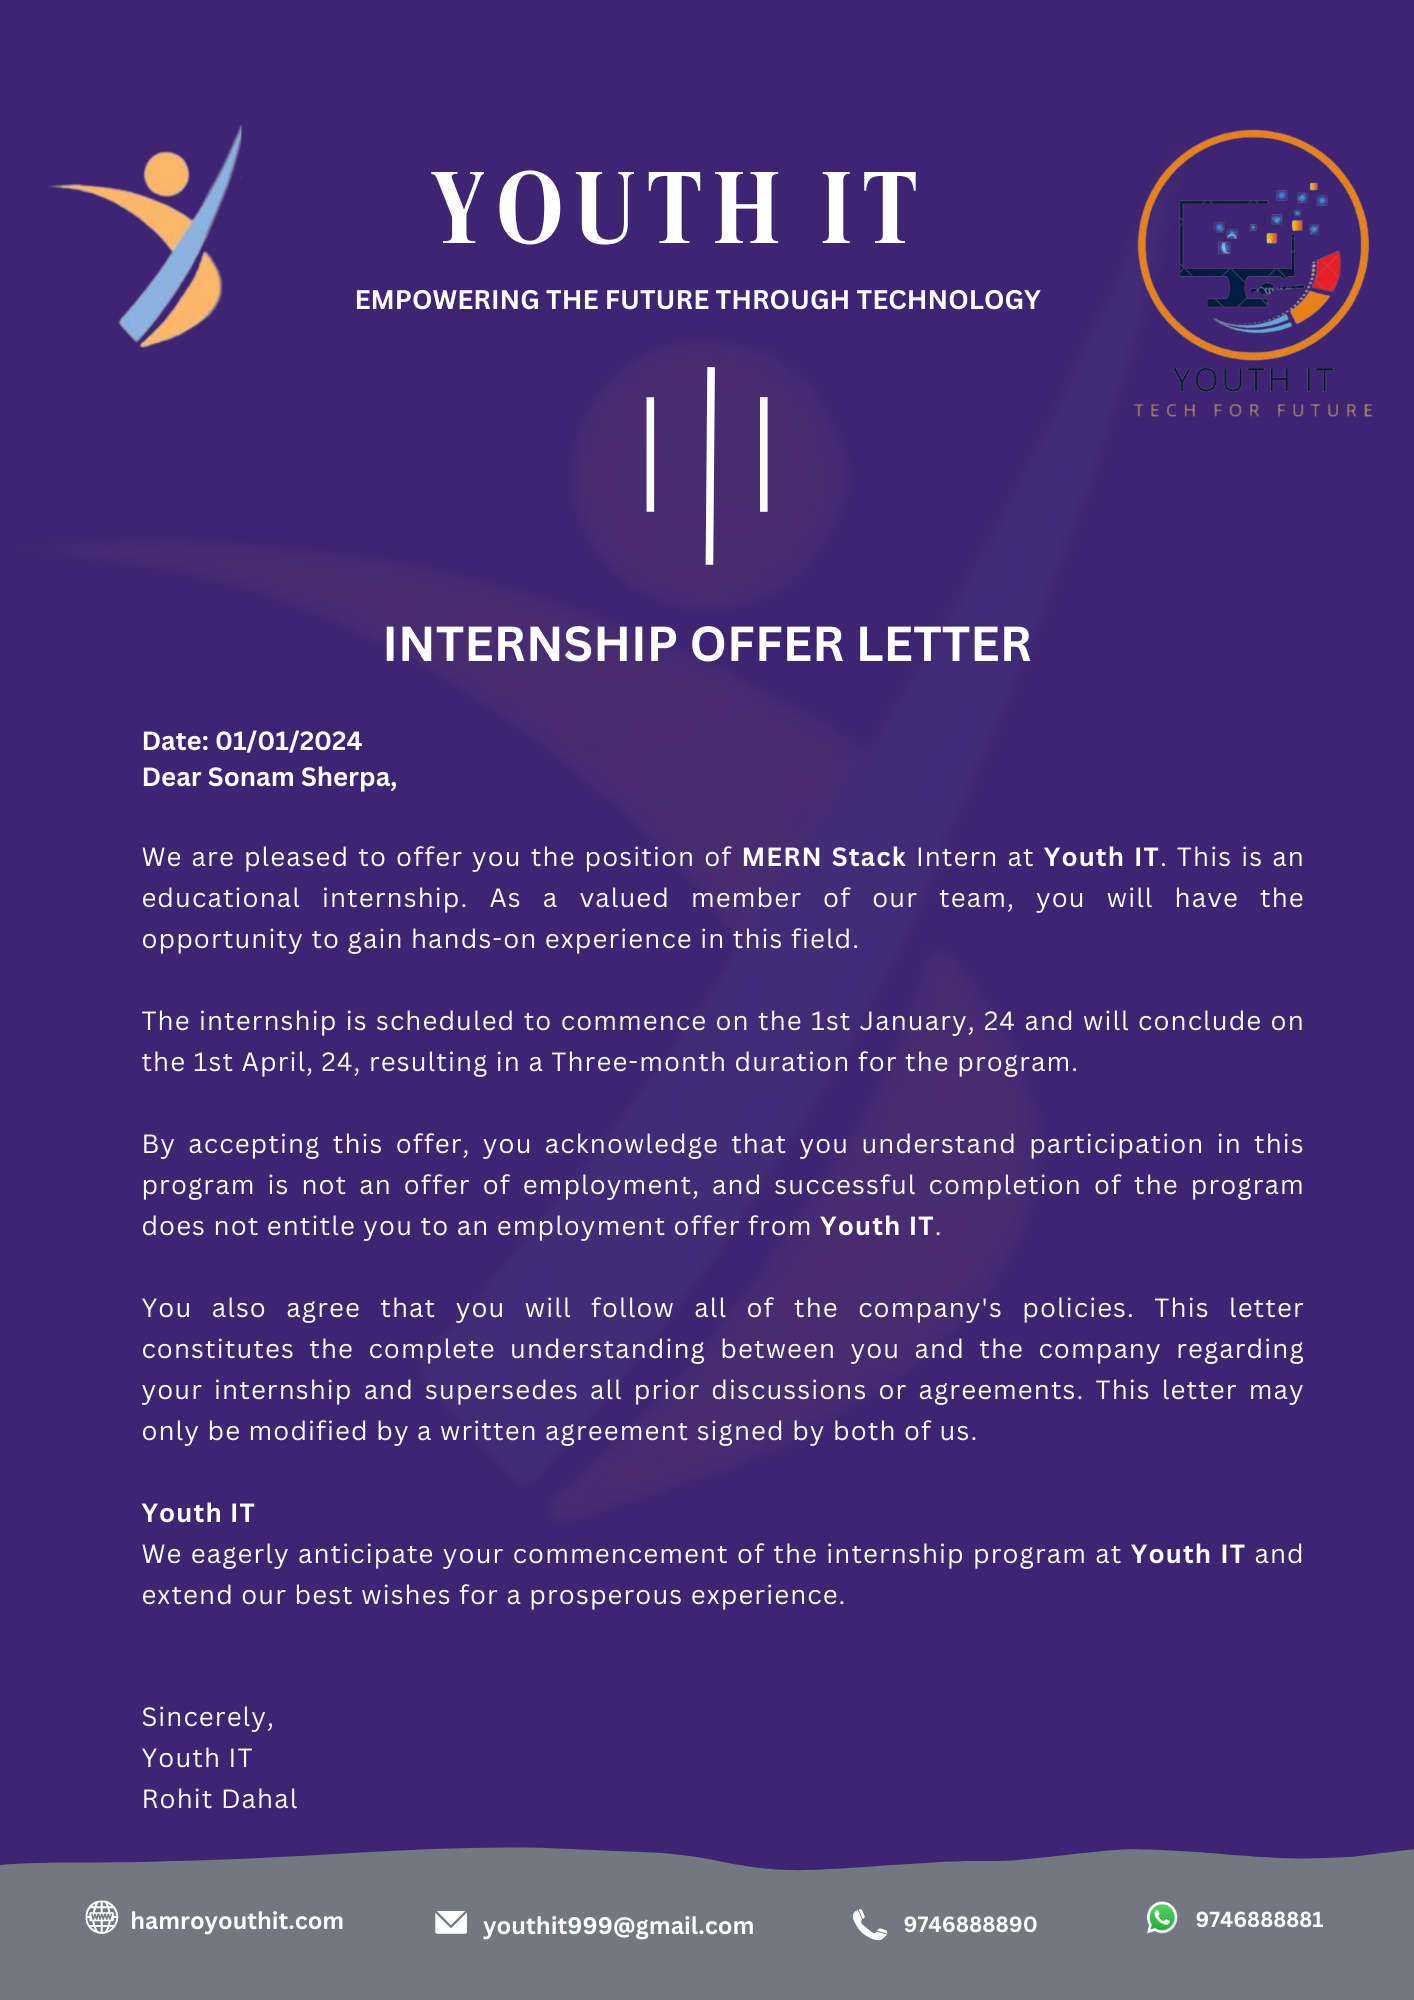 YOUTH IT
EMPOWERING THE FUTURE THROUGH TECHNOLOGY
YOUTH IT
TECH FOR FUTURE
INTERNSHIP OFFER LETTER
Date: 01/01/2024
Dear Sonam Sherpa,
We are pleased to offer you the position of MERN Stack Intern at Youth IT. This is an
educational internship. As a valued member of our team, you will have the
opportunity to gain hands-on experience in this field.
The internship is scheduled to commence on the 1st January, 24 and will conclude on
the 1st April, 24, resulting in a Three-month duration for the program.
By accepting this offer, you acknowledge that you understand participation in this
program is not an offer of employment, and successful completion of the program
does not entitle you to an employment offer from Youth IT.
You also agree that you will follow all of the company's policies. This letter
constitutes the complete understanding between you and the company regarding
your internship and supersedes all prior discussions or agreements. This letter may
only be modified by a written agreement signed by both of us.
Youth IT
We eagerly anticipate your commencement of the internship program at Youth IT and
extend our best wishes for a prosperous experience.
Sincerely,
Youth IT
Rohit Dahal
hamroyouthit.com
youthit999@gmail.com
9746888890
9746888881